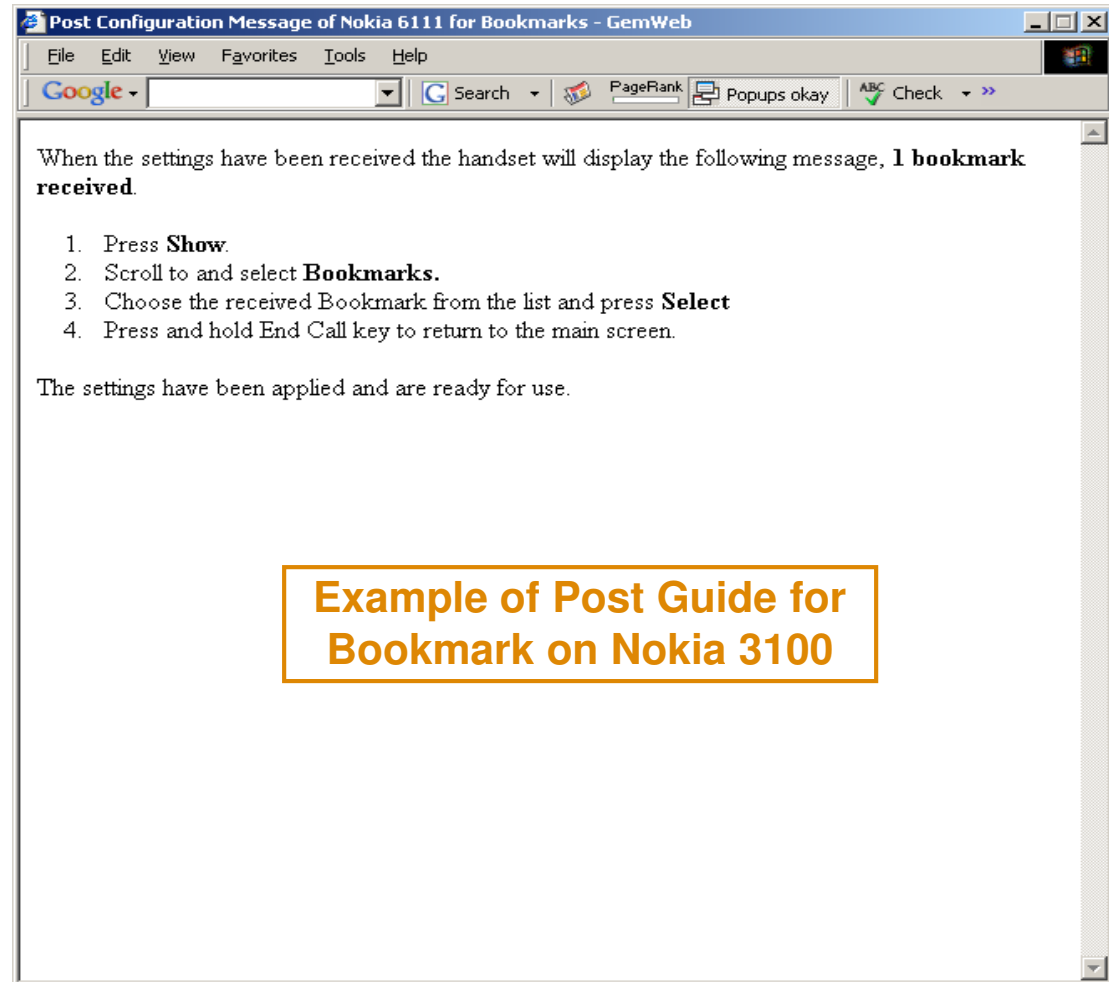 Post Configuration Message of Nokia 6111 for Bookmarks - GemWeb
File Edit View Favorites Tools Help
Google Search PageRank Popups okay ABC Check »
When the settings have been received the handset will display the following message, 1 bookmark
received.
1. Press Show.
2. Scroll to and select Bookmarks.
3. Choose the received Bookmark from the list and press Select
4. Press and hold End Call key to return to the main screen.
The settings have been applied and are ready for use.
Example of Post Guide for
Bookmark on Nokia 3100